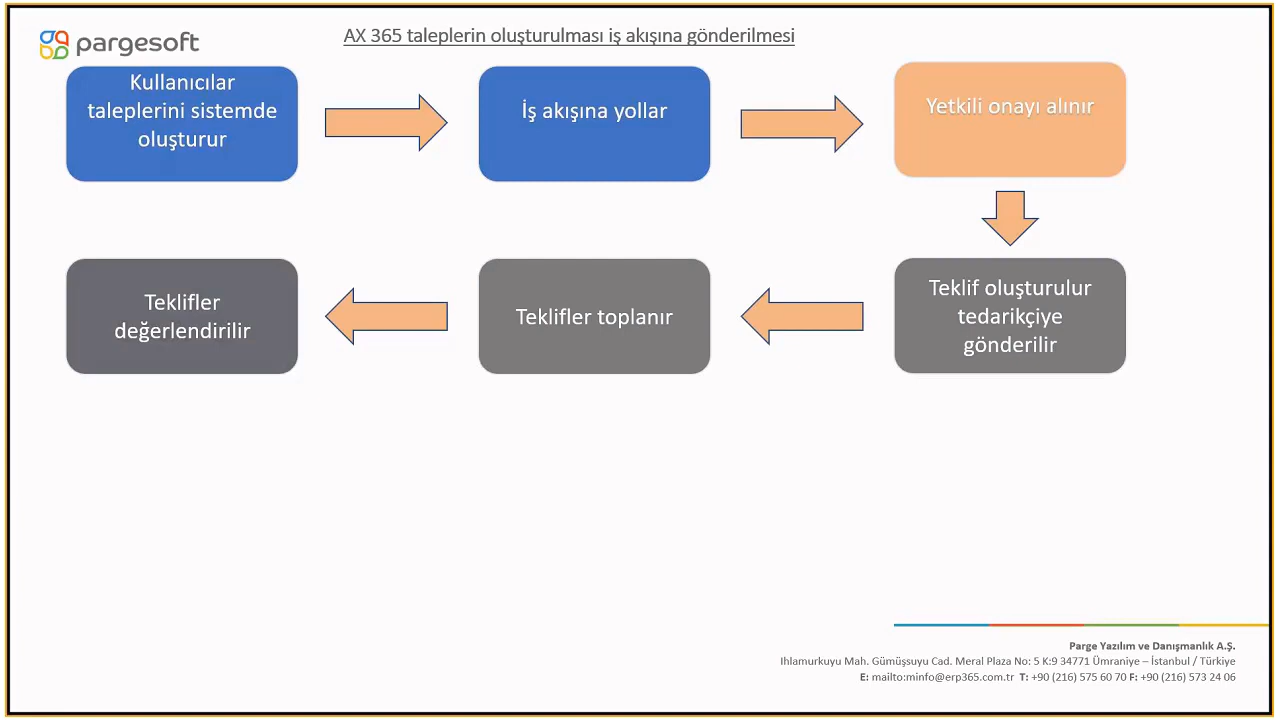 pargesoft
AX 365 taleplerin oluşturulması iş akışına gönderilmesi
Kullanıcılar
taleplerini sistemde
oluşturur
İş akışına yollar
Yetkili onayı alınır
Teklif oluşturulur
tedarikçiye
gönderilir
Teklifler toplanır
Teklifler
değerlendirilir
Parge Yazılım ve Danışmanlık A.Ş.
Ihlamurkuyu Mah. Gümüşsuyu Cad. Meral Plaza No: 5 K:9 34771 Ümraniye – İstanbul / Türkiye
E: mailto:minfo@erp365.com.tr T: +90 (216) 575 60 70 F: +90 (216) 573 24 06